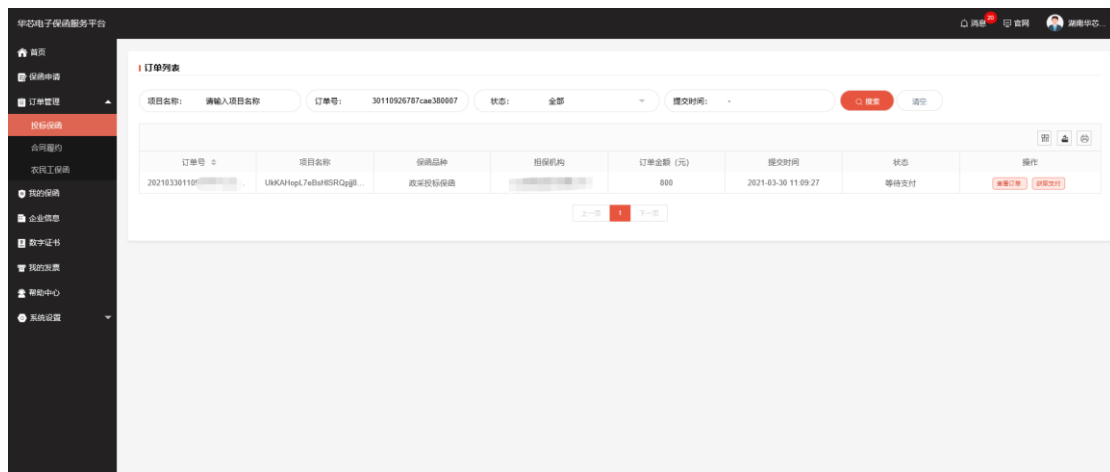 华芯电子保函服务平台
消息 20 官网 湖南华芯...
首页
保函申请
订单管理
投标保函
合同履约
农民工保函
我的保函
企业信息
数字证书
我的发票
帮助中心
系统设置
订单列表
项目名称: 请输入项目名称 订单号: 30110926787cae380007 状态: 全部 提交时间: - 搜索 清空
订单号 项目名称 保函品种 担保机构 订单金额 (元) 提交时间 状态 操作
202103301109 UkKAHopL7eBsHISRQpjj8... 政采投标保函 800 2021-03-30 11:09:27 等待支付 查看订单 获取支付
上一页 1 下一页